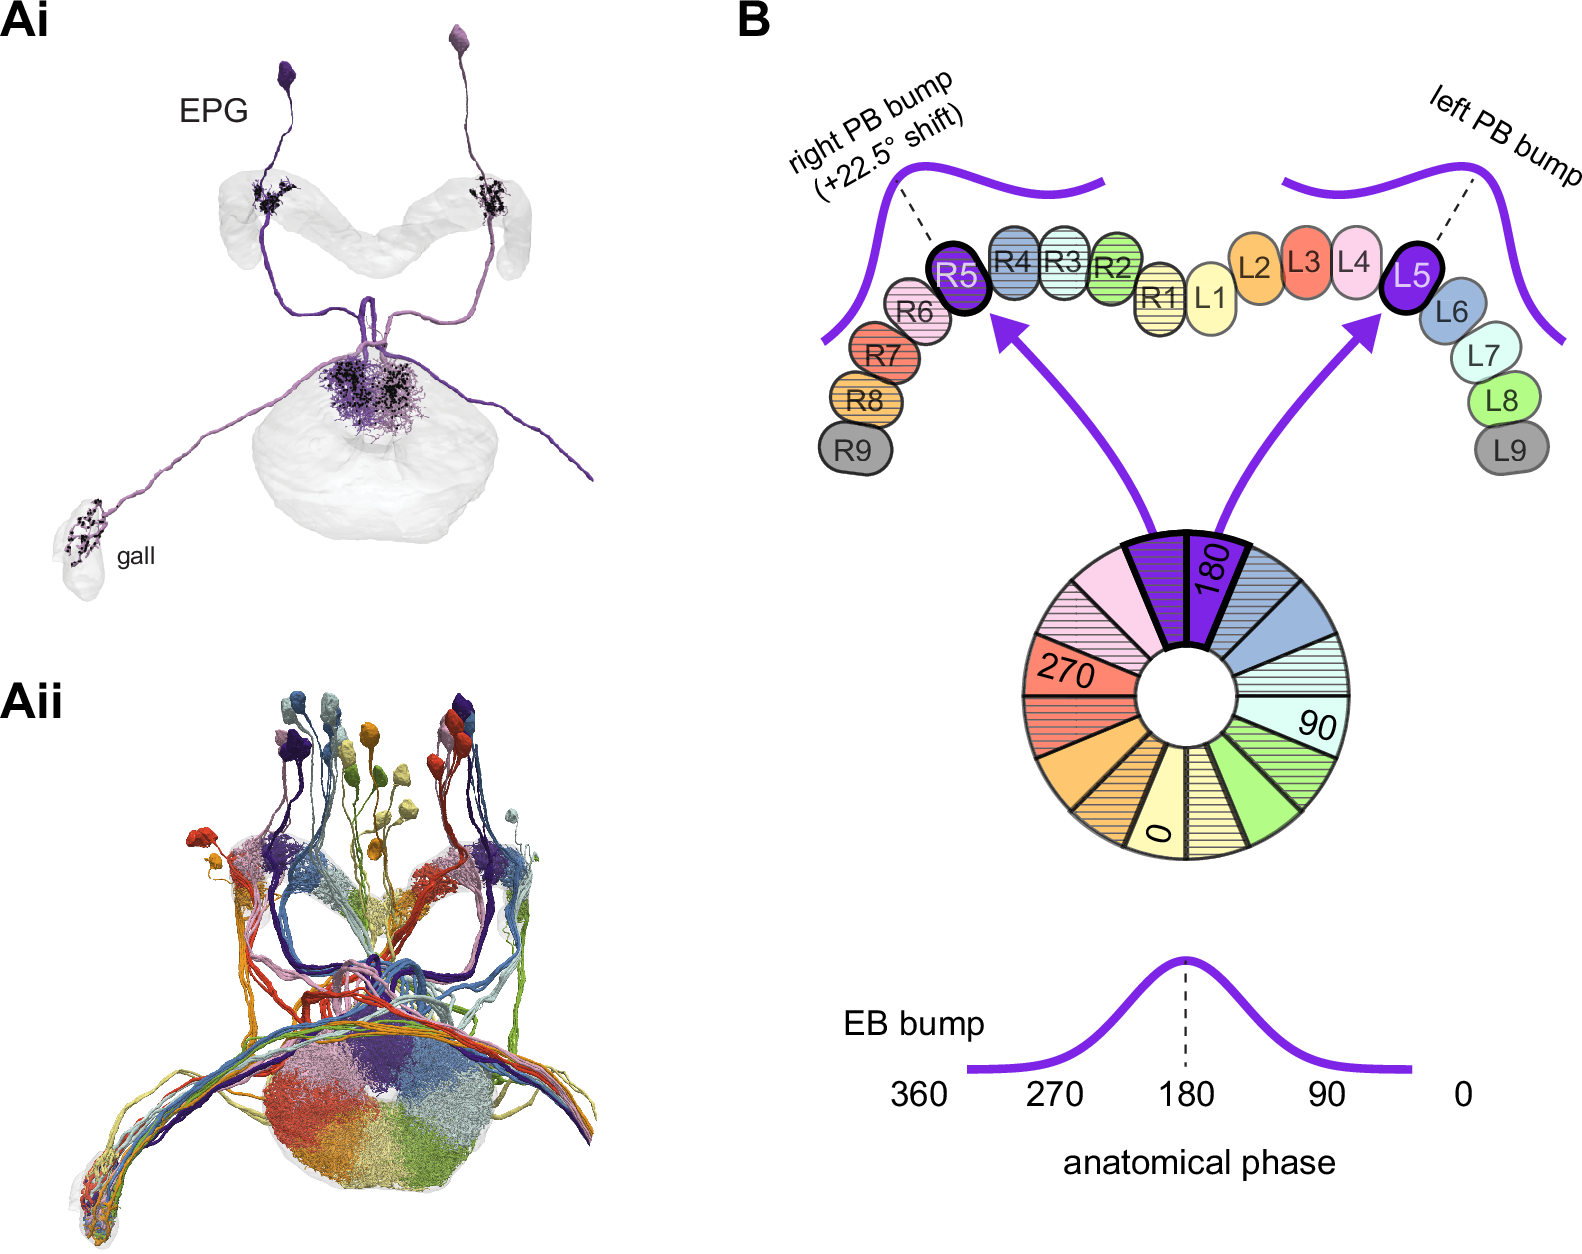 Ai
EPG
gall
Aii
B
right PB bump
(+22.5° shift)
left PB bump
R9 R8 R7 R6 R5 R4 R3 R2 R1 L1 L2 L3 L4 L5 L6 L7 L8 L9
180
270
90
0
EB bump
360 270 180 90 0
anatomical phase